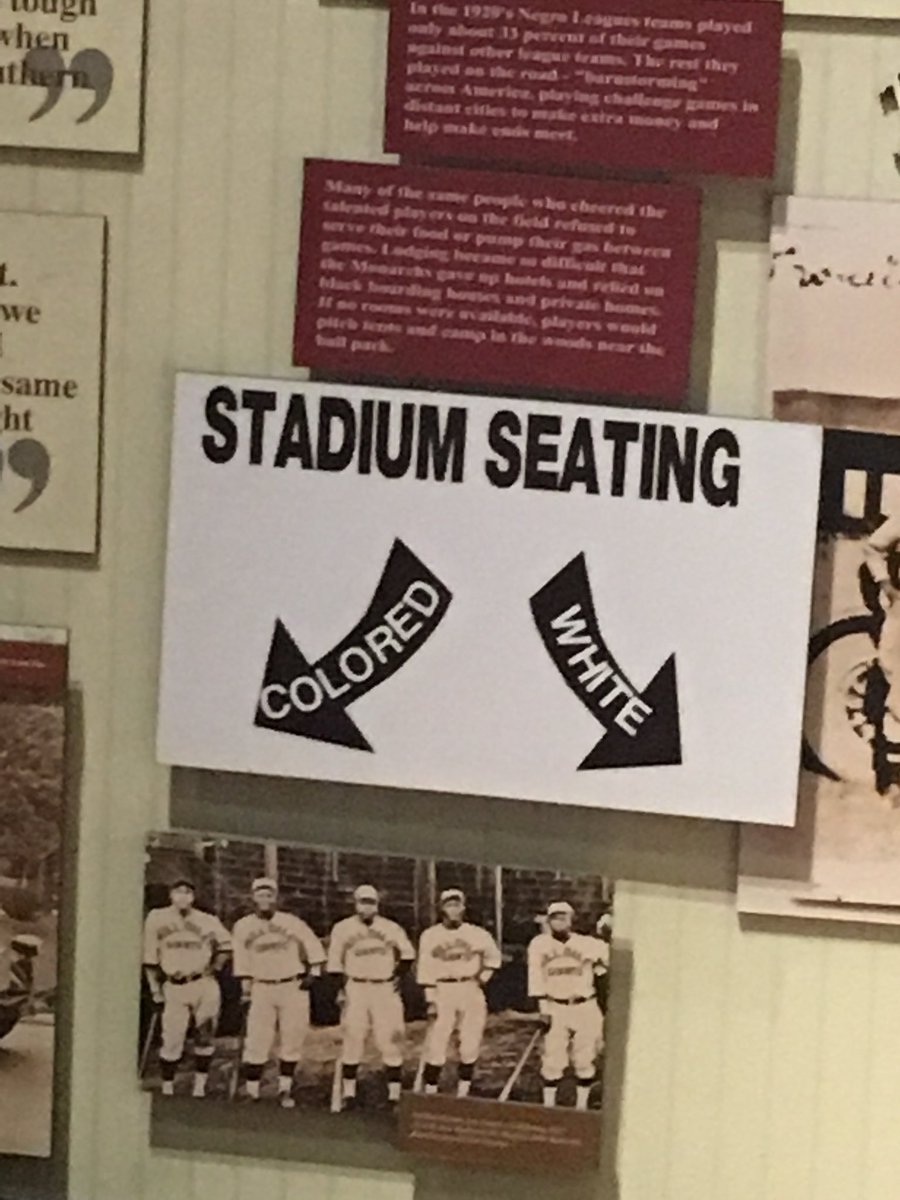 tough
when
uthern
”
In the 1920's Negro Leagues teams played
only about 33 percent of their games
against other league teams. The rest they
played on the road - "barnstorming"
across America, playing challenge games in
distant cities to make extra money and
help make ends meet.
Many of the same people who cheered the
talented players on the field refused to
serve their food or pump their gas between
games. Lodging became so difficult that
the Monarchs gave up hotels and relied on
black boarding houses and private homes.
If no rooms were available, players would
pitch tents and camp in the woods near the
ball park.
t.
we
same
ght
”
STADIUM SEATING
COLORED
WHITE
E